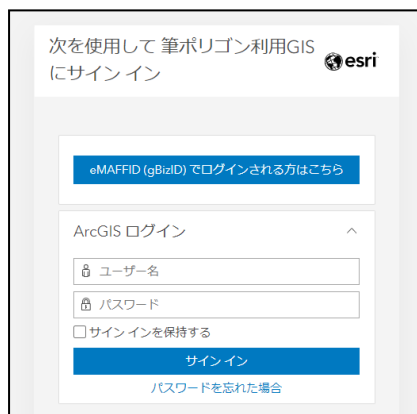 次を使用して 筆ポリゴン利用GIS
にサイン イン
esri
eMAFFID (gBizID) でログインされる方はこちら
ArcGIS ログイン
ユーザー名
パスワード
サイン インを保持する
サイン イン
パスワードを忘れた場合